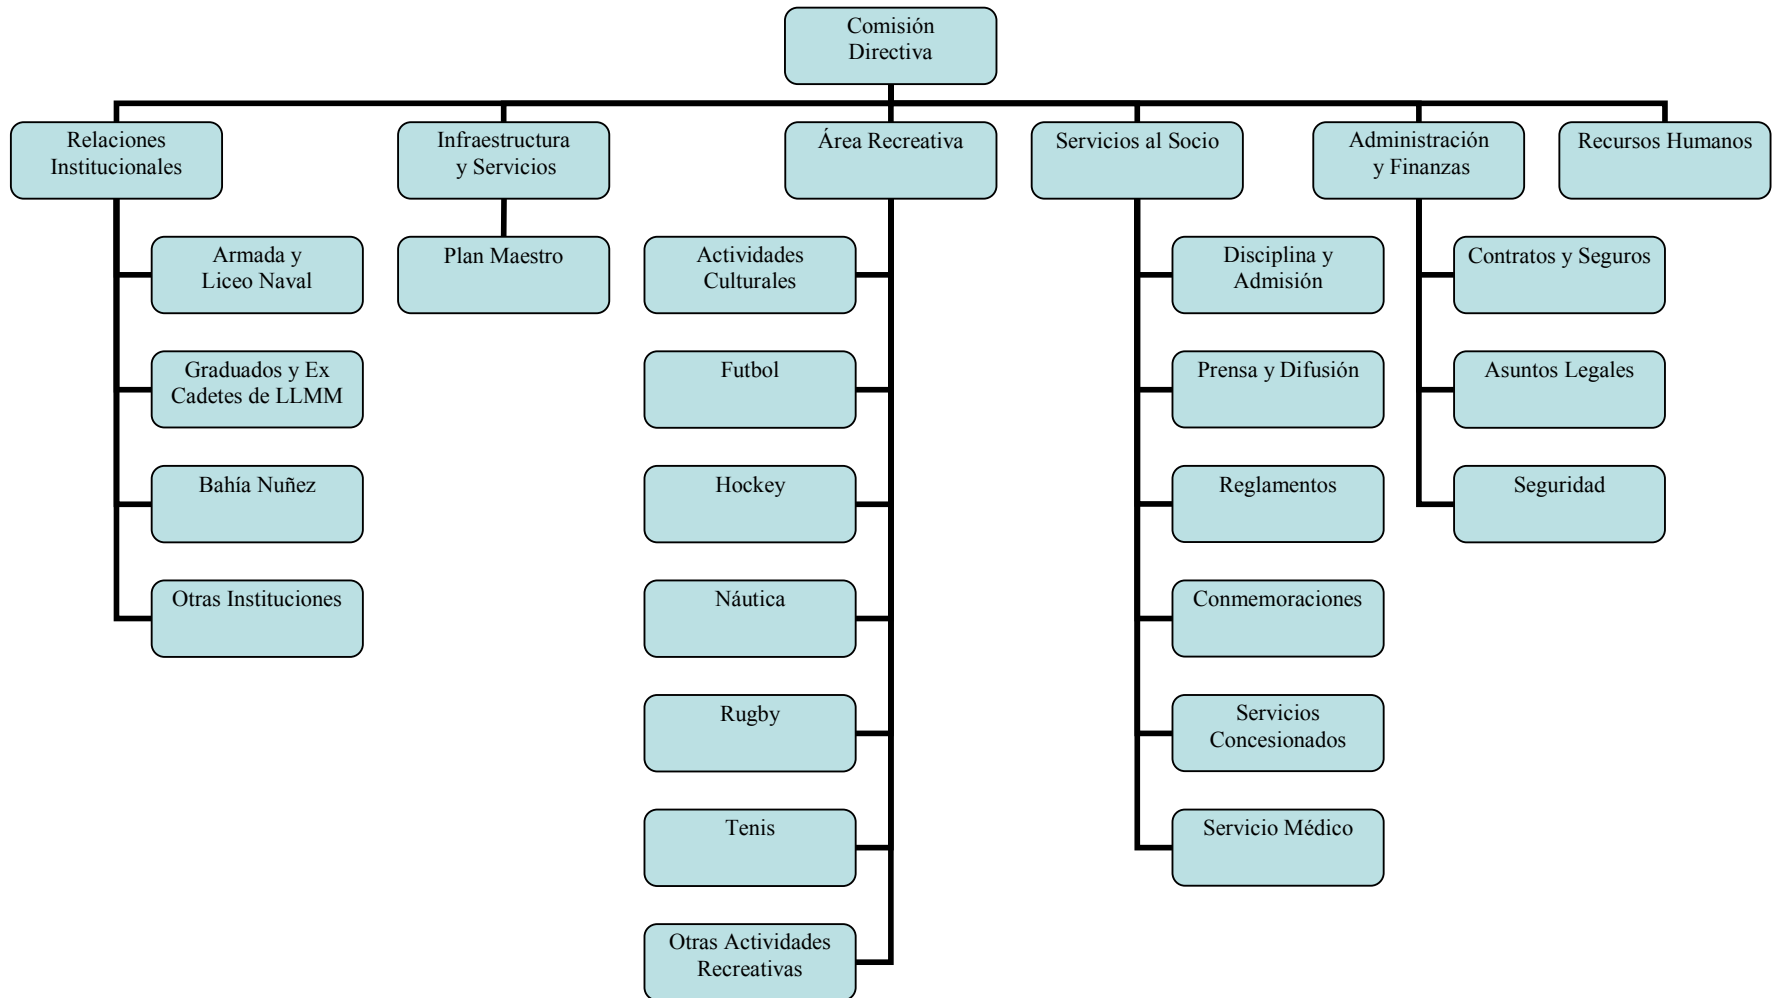 Comisión
Directiva
Relaciones
Institucionales
Infraestructura
y Servicios
Área Recreativa
Servicios al Socio
Administración
y Finanzas
Recursos Humanos
Armada y
Liceo Naval
Graduados y Ex
Cadetes de LLMM
Bahía Nuñez
Otras Instituciones
Plan Maestro
Actividades
Culturales
Futbol
Hockey
Náutica
Rugby
Tenis
Otras Actividades
Recreativas
Disciplina y
Admisión
Prensa y Difusión
Reglamentos
Conmemoraciones
Servicios
Concesionados
Servicio Médico
Contratos y Seguros
Asuntos Legales
Seguridad